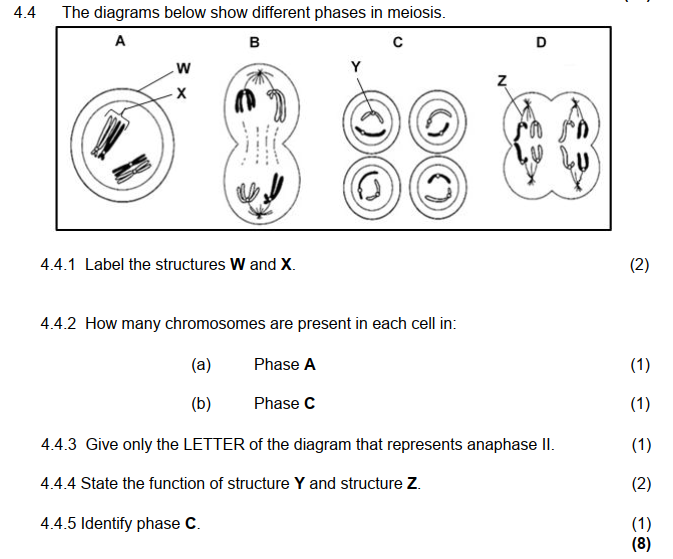 4.4 The diagrams below show different phases in meiosis.
A B C D
W
X
Y
Z
4.4.1 Label the structures W and X. (2)
4.4.2 How many chromosomes are present in each cell in:
(a) Phase A (1)
(b) Phase C (1)
4.4.3 Give only the LETTER of the diagram that represents anaphase II. (1)
4.4.4 State the function of structure Y and structure Z. (2)
4.4.5 Identify phase C. (1)
(8)